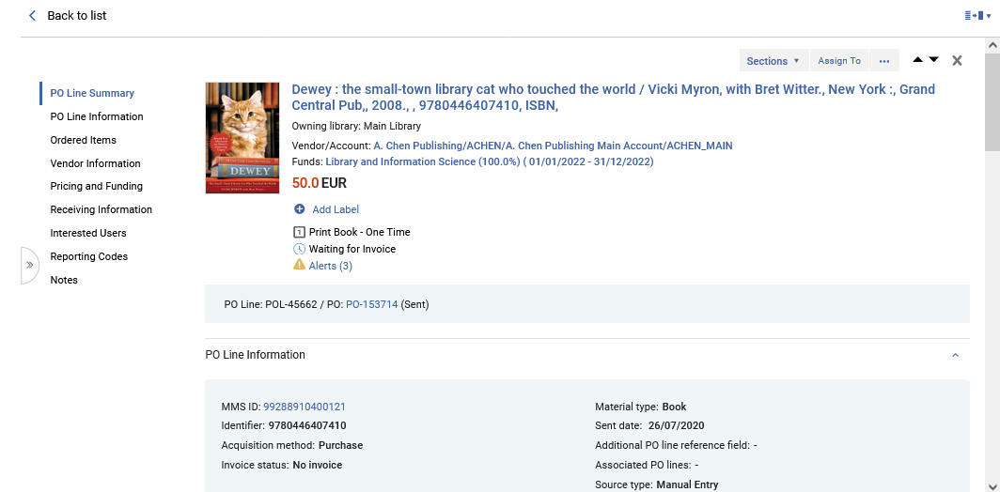 Back to list
Sections
Assign To
...
PO Line Summary
PO Line Information
Ordered Items
Vendor Information
Pricing and Funding
Receiving Information
Interested Users
Reporting Codes
Notes
DEWEY
Dewey : the small-town library cat who touched the world / Vicki Myron, with Bret Witter., New York :, Grand
Central Pub,, 2008., , 9780446407410, ISBN,
Owning library: Main Library
Vendor/Account: A. Chen Publishing/ACHEN/A. Chen Publishing Main Account/ACHEN_MAIN
Funds: Library and Information Science (100.0%) ( 01/01/2022 - 31/12/2022)
50.0 EUR
Add Label
1 Print Book - One Time
Waiting for Invoice
Alerts (3)
PO Line: POL-45662 / PO: PO-153714 (Sent)
PO Line Information
MMS ID: 99288910400121
Identifier: 9780446407410
Acquisition method: Purchase
Invoice status: No invoice
Material type: Book
Sent date: 26/07/2020
Additional PO line reference field: -
Associated PO lines: -
Source type: Manual Entry